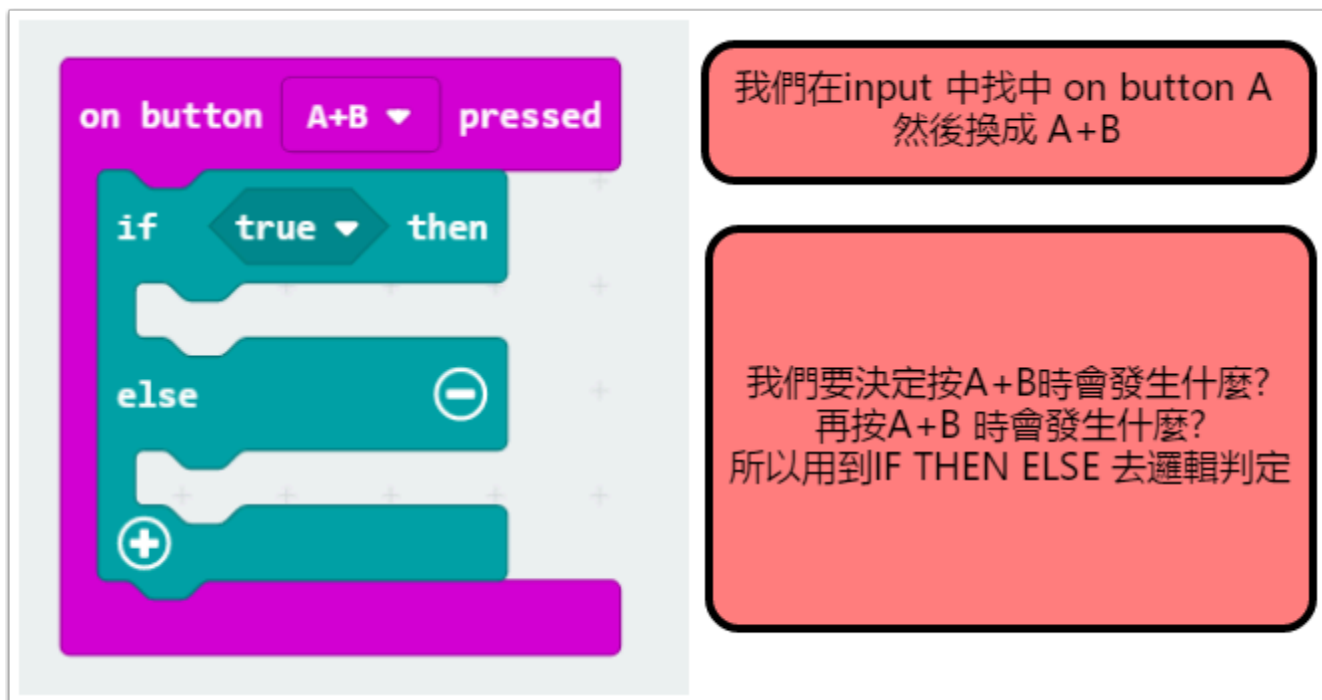 on button A+B pressed
if true then
else
我們在input 中找中 on button A
然後換成 A+B
我們要決定按A+B時會發生什麼?
再按A+B 時會發生什麼?
所以用到IF THEN ELSE 去邏輯判定